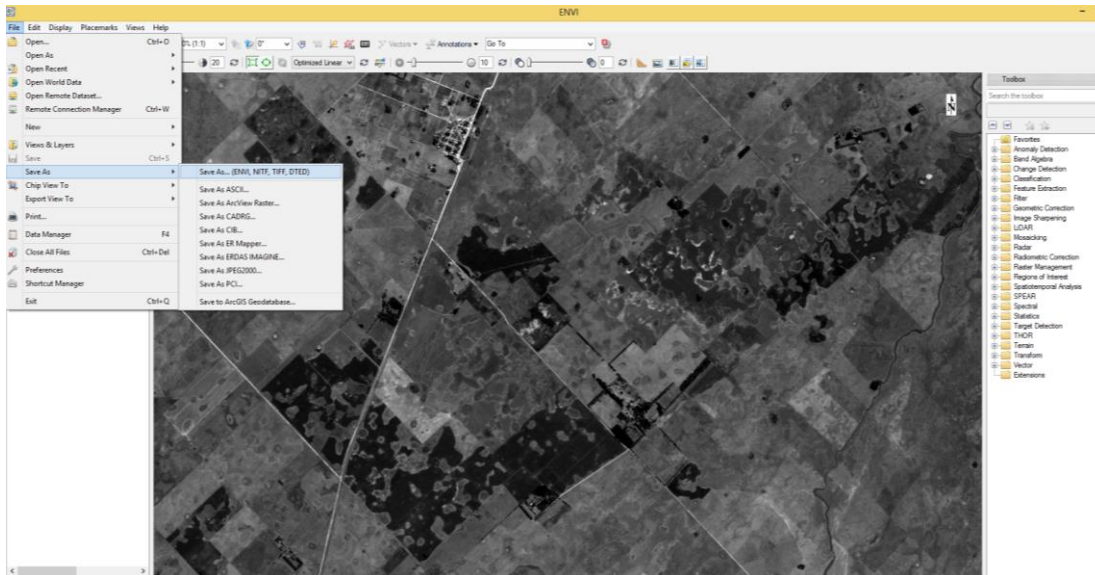 ENVI
File Edit Display Placemarks Views Help
(1:1) 0° Vectors Annotations Go To
20 Optimized Linear 10 0
Open... Ctrl+O
Open As
Open Recent
Open World Data
Open Remote Dataset...
Remote Connection Manager Ctrl+W
New
Views & Layers
Save Ctrl+S
Save As
Chip View To
Export View To
Print...
Data Manager F4
Close All Files Ctrl+Del
Preferences
Shortcut Manager
Exit Ctrl+Q
Save As... (ENVI, NITF, TIFF, DTED)
Save As ASCII...
Save As ArcView Raster...
Save As CADRG...
Save As CIB...
Save As ER Mapper...
Save As ERDAS IMAGINE...
Save As JPEG2000...
Save As PCI...
Save to ArcGIS Geodatabase...
N
Toolbox
Search the toolbox
Favorites
Anomaly Detection
Band Algebra
Change Detection
Classification
Feature Extraction
Filter
Geometric Correction
Image Sharpening
LiDAR
Mosaicking
Radar
Radiometric Correction
Raster Management
Regions of Interest
Spatiotemporal Analysis
SPEAR
Spectral
Statistics
Target Detection
THOR
Terrain
Transform
Vector
Extensions